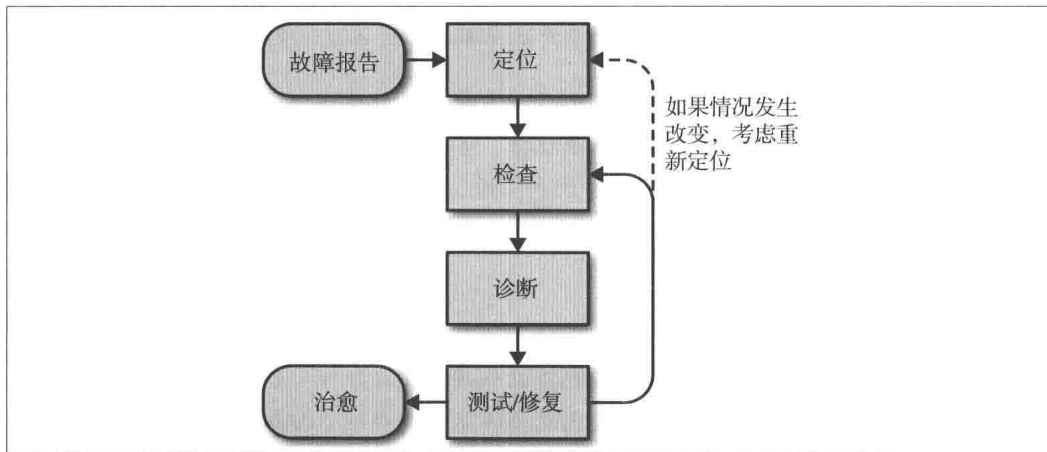 故障报告
定位
如果情况发生
改变，考虑重
新定位
检查
诊断
治愈
测试/修复